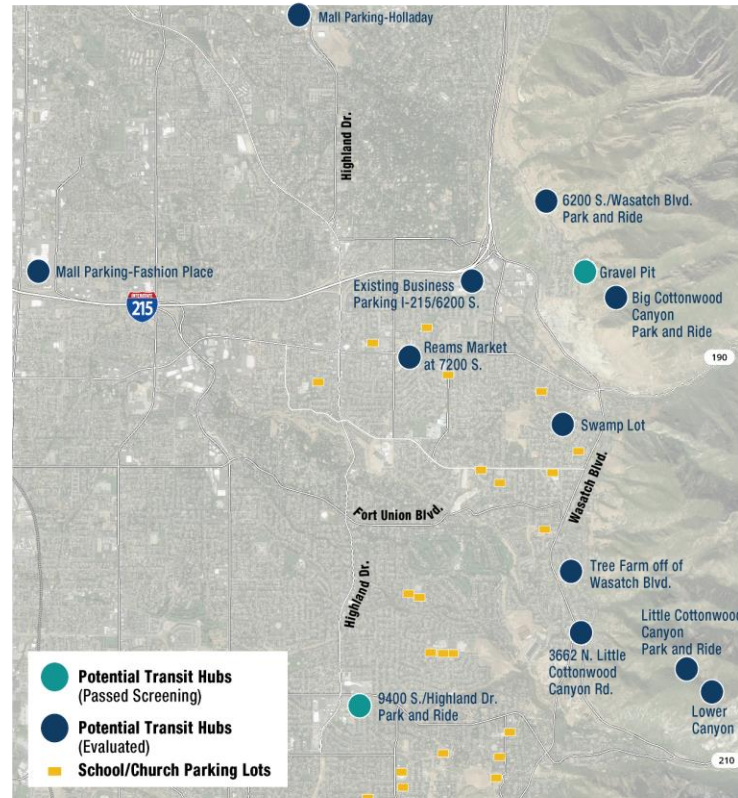 Mall Parking-Holladay
Highland Dr.
6200 S./Wasatch Blvd.
Park and Ride
Mall Parking-Fashion Place
Gravel Pit
Existing Business
Parking I-215/6200 S.
Big Cottonwood
Canyon
Park and Ride
INTERSTATE
215
Reams Market
at 7200 S.
190
Swamp Lot
Wasatch Blvd.
Fort Union Blvd.
Tree Farm off of
Wasatch Blvd.
Highland Dr.
Little Cottonwood
Canyon
Park and Ride
3662 N. Little
Cottonwood
Canyon Rd.
Lower
Canyon
9400 S./Highland Dr.
Park and Ride
210
Potential Transit Hubs
(Passed Screening)
Potential Transit Hubs
(Evaluated)
School/Church Parking Lots